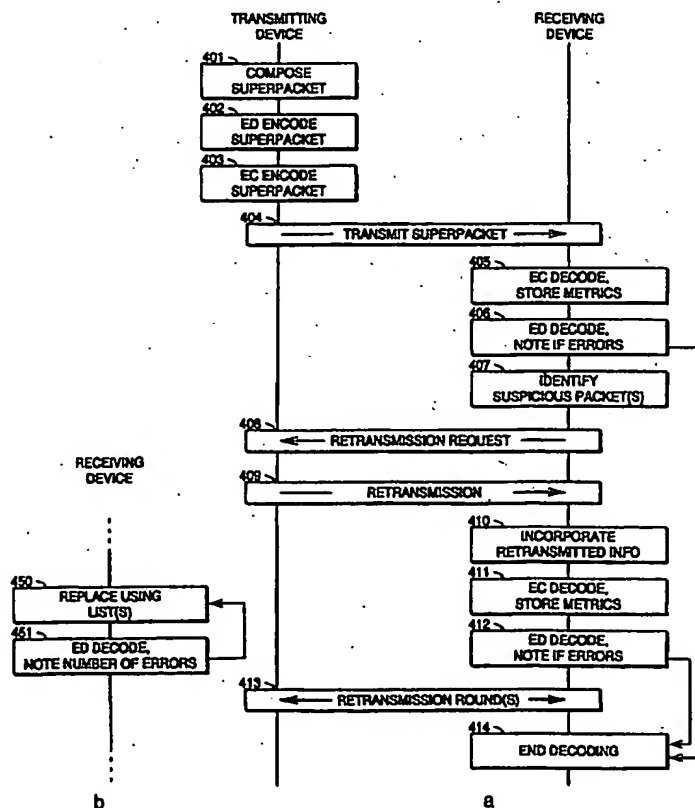 TRANSMITTING
DEVICE
RECEIVING
DEVICE
401
COMPOSE
SUPERPACKET
402
ED ENCODE
SUPERPACKET
403
EC ENCODE
SUPERPACKET
404
TRANSMIT SUPERPACKET
405
EC DECODE,
STORE METRICS
406
ED DECODE,
NOTE IF ERRORS
407
IDENTIFY
SUSPICIOUS PACKET(S)
408
RETRANSMISSION REQUEST
RECEIVING
DEVICE
409
RETRANSMISSION
410
INCORPORATE
RETRANSMITTED INFO
450
REPLACE USING
LIST(S)
411
EC DECODE,
STORE METRICS
451
ED DECODE,
NOTE NUMBER OF ERRORS
412
ED DECODE,
NOTE IF ERRORS
413
RETRANSMISSION ROUND(S)
414
END DECODING
b
a